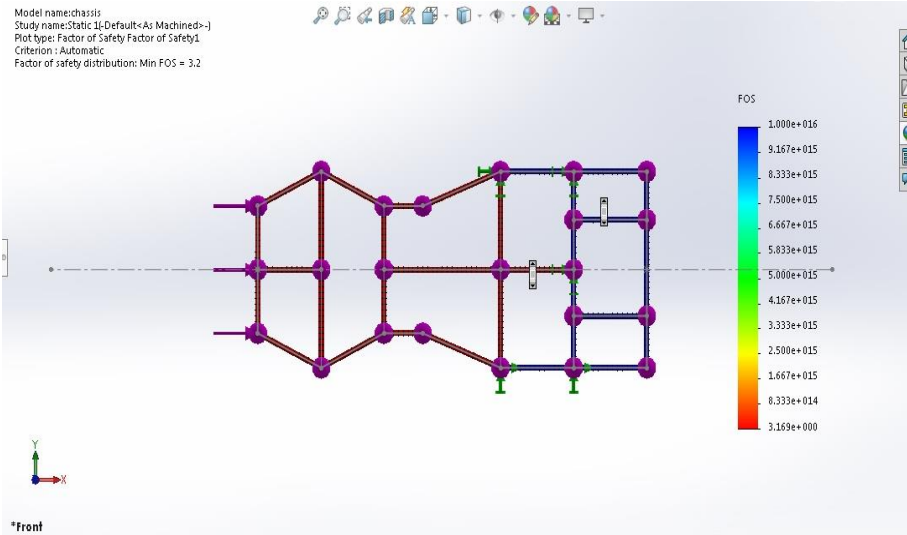 Model name:chassis
Study name:Static 1(-Default<As Machined>-)
Plot type: Factor of Safety Factor of Safety1
Criterion : Automatic
Factor of safety distribution: Min FOS = 3.2
FOS
1.000e+016
9.167e+015
8.333e+015
7.500e+015
6.667e+015
5.833e+015
5.000e+015
4.167e+015
3.333e+015
2.500e+015
1.667e+015
8.333e+014
3.169e+000
Y
X
*Front